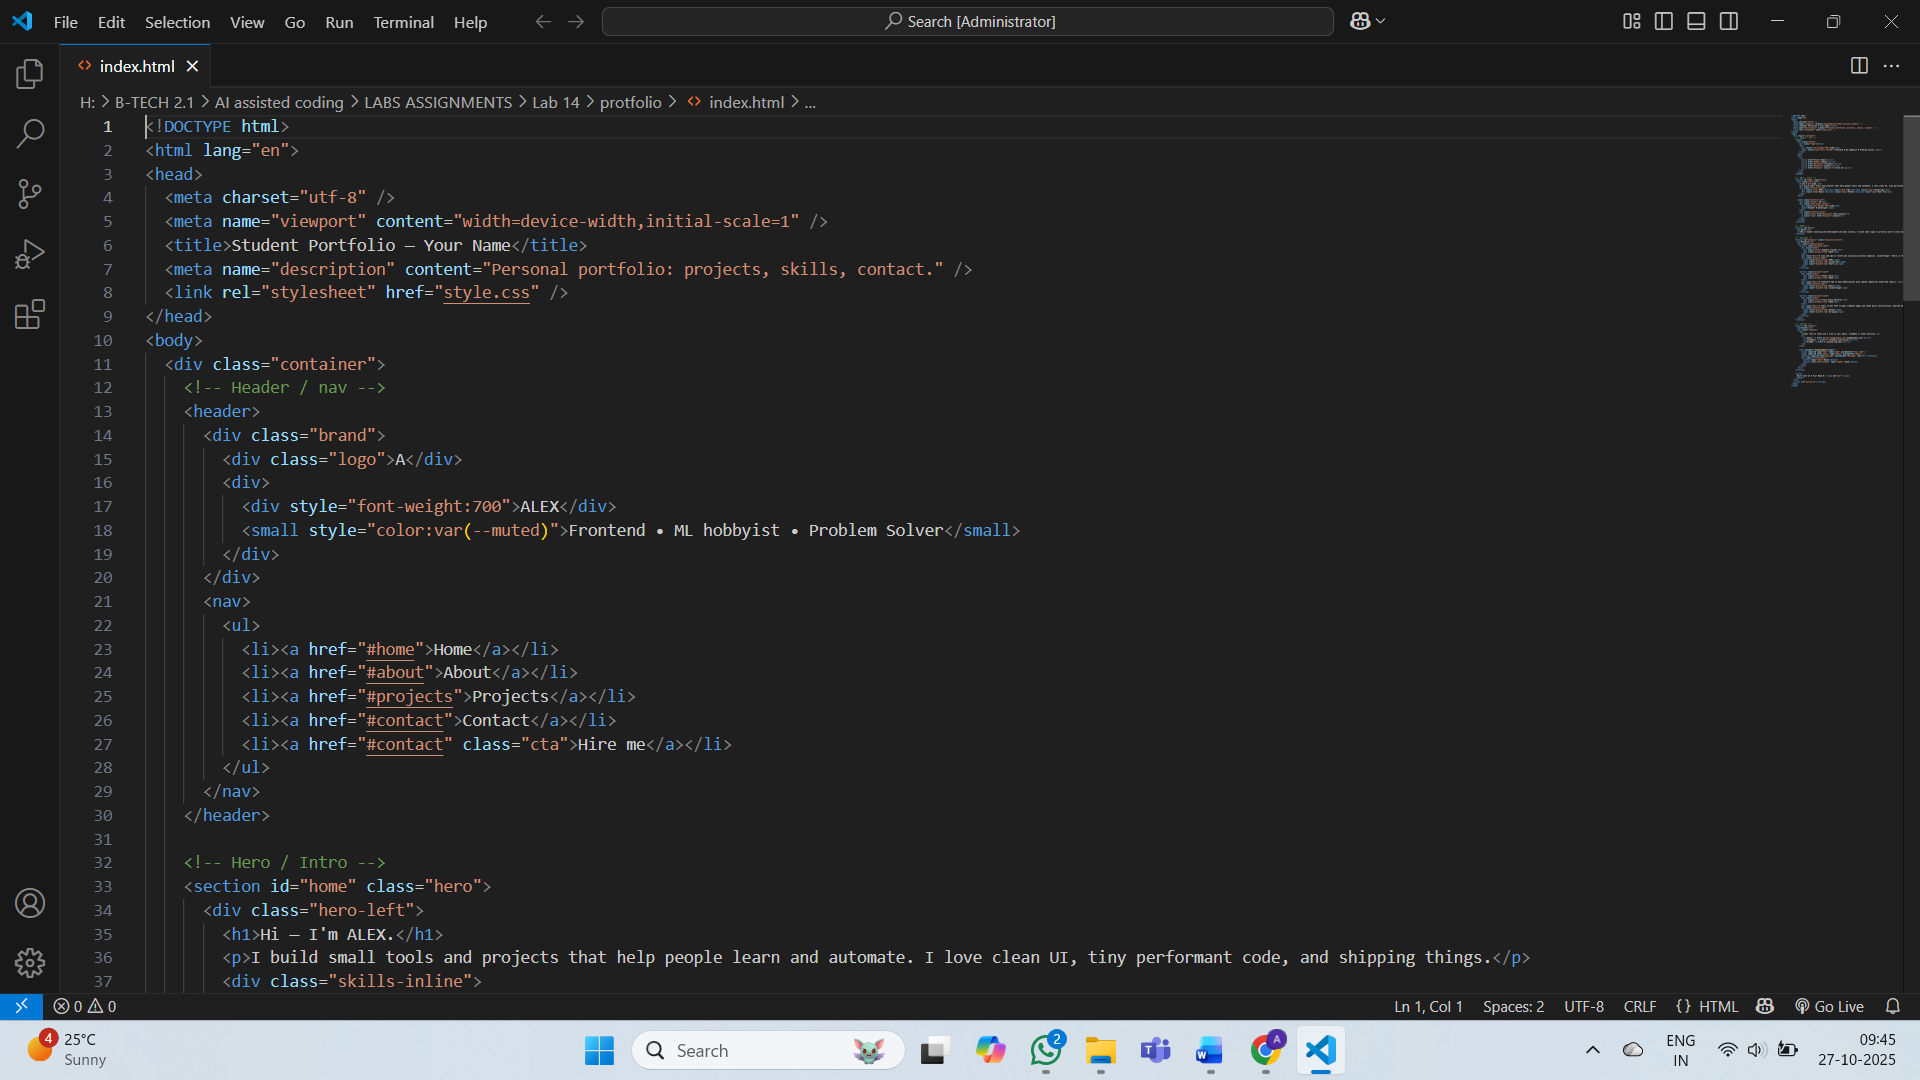 File Edit Selection View Go Run Terminal Help
Search [Administrator]
index.html
H: > B-TECH 2.1 > AI assisted coding > LABS ASSIGNMENTS > Lab 14 > protfolio > index.html > ...
1 <!DOCTYPE html>
2 <html lang="en">
3 <head>
4 <meta charset="utf-8" />
5 <meta name="viewport" content="width=device-width,initial-scale=1" />
6 <title>Student Portfolio — Your Name</title>
7 <meta name="description" content="Personal portfolio: projects, skills, contact." />
8 <link rel="stylesheet" href="style.css" />
9 </head>
10 <body>
11 <div class="container">
12 <!-- Header / nav -->
13 <header>
14 <div class="brand">
15 <div class="logo">A</div>
16 <div>
17 <div style="font-weight:700">ALEX</div>
18 <small style="color:var(--muted)">Frontend • ML hobbyist • Problem Solver</small>
19 </div>
20 </div>
21 <nav>
22 <ul>
23 <li><a href="#home">Home</a></li>
24 <li><a href="#about">About</a></li>
25 <li><a href="#projects">Projects</a></li>
26 <li><a href="#contact">Contact</a></li>
27 <li><a href="#contact" class="cta">Hire me</a></li>
28 </ul>
29 </nav>
30 </header>
31
32 <!-- Hero / Intro -->
33 <section id="home" class="hero">
34 <div class="hero-left">
35 <h1>Hi — I'm ALEX.</h1>
36 <p>I build small tools and projects that help people learn and automate. I love clean UI, tiny performant code, and shipping things.</p>
37 <div class="skills-inline">
0 0 Ln 1, Col 1 Spaces: 2 UTF-8 CRLF {} HTML Go Live
4 25°C
Sunny
Search
2
A
ENG
IN
09:45
27-10-2025